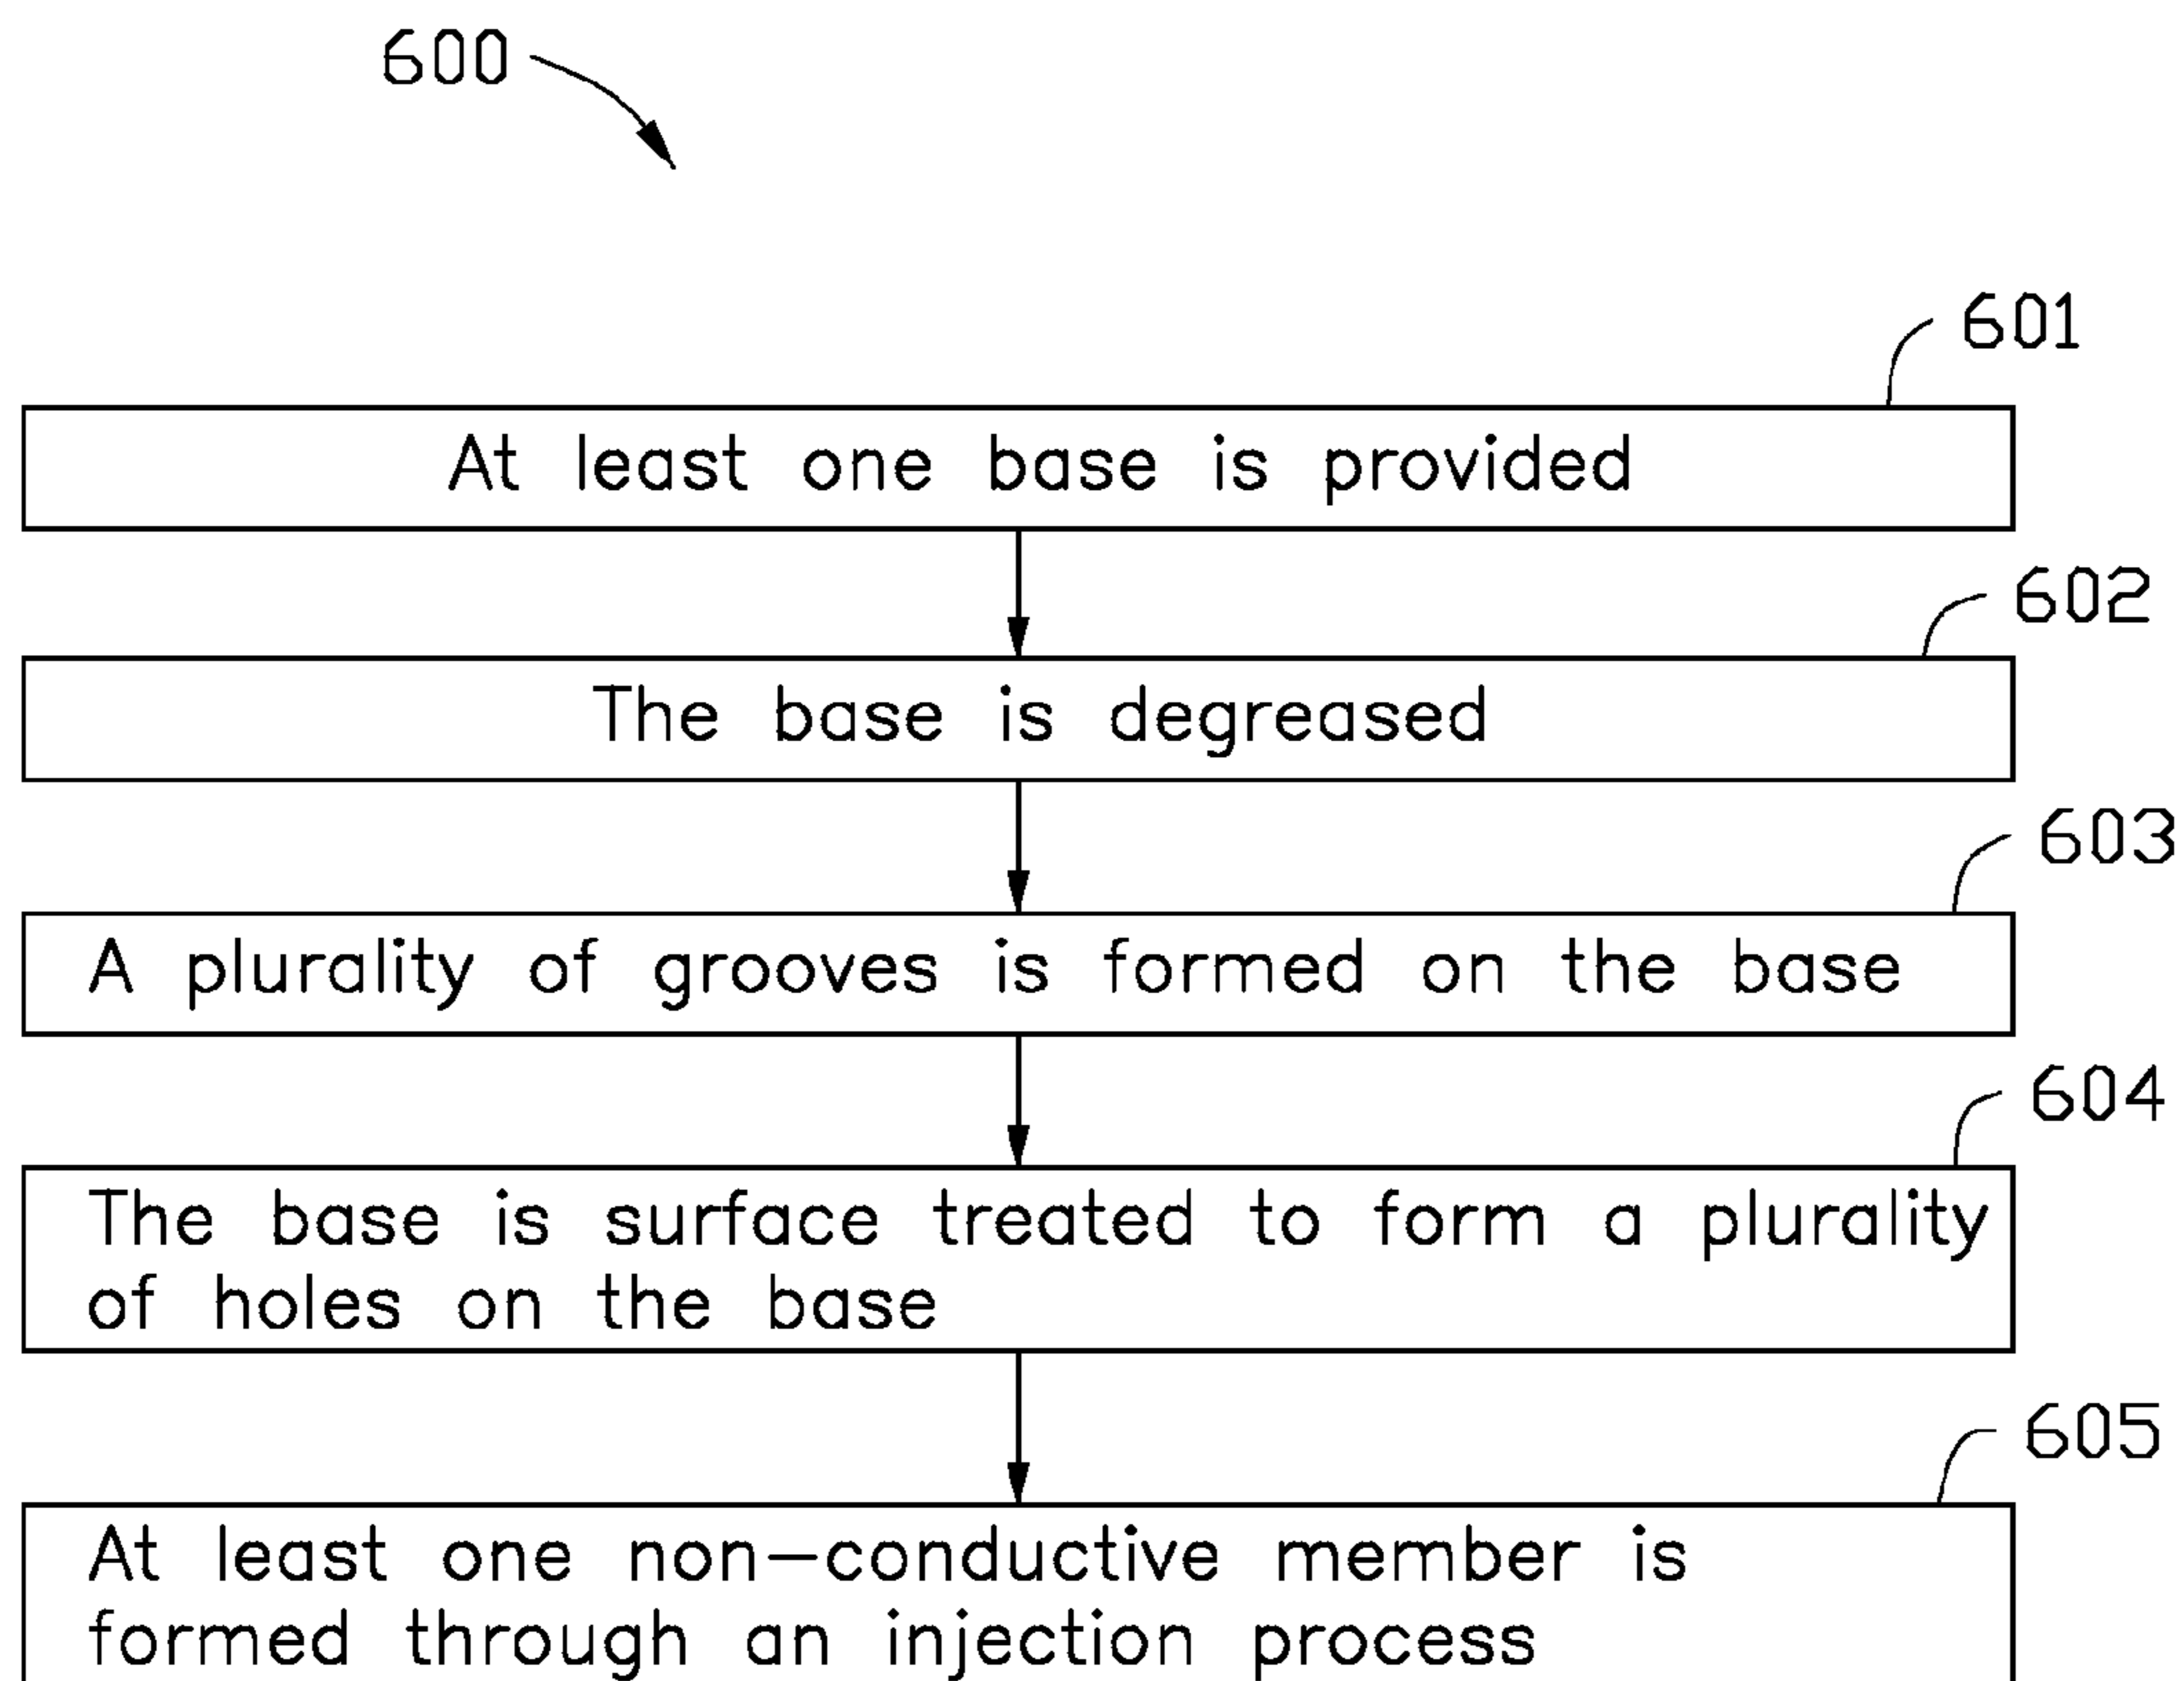 600
601
At least one base is provided
602
The base is degreased
603
A plurality of grooves is formed on the base
604
The base is surface treated to form a plurality
of holes on the base
605
At least one non-conductive member is
formed through an injection process